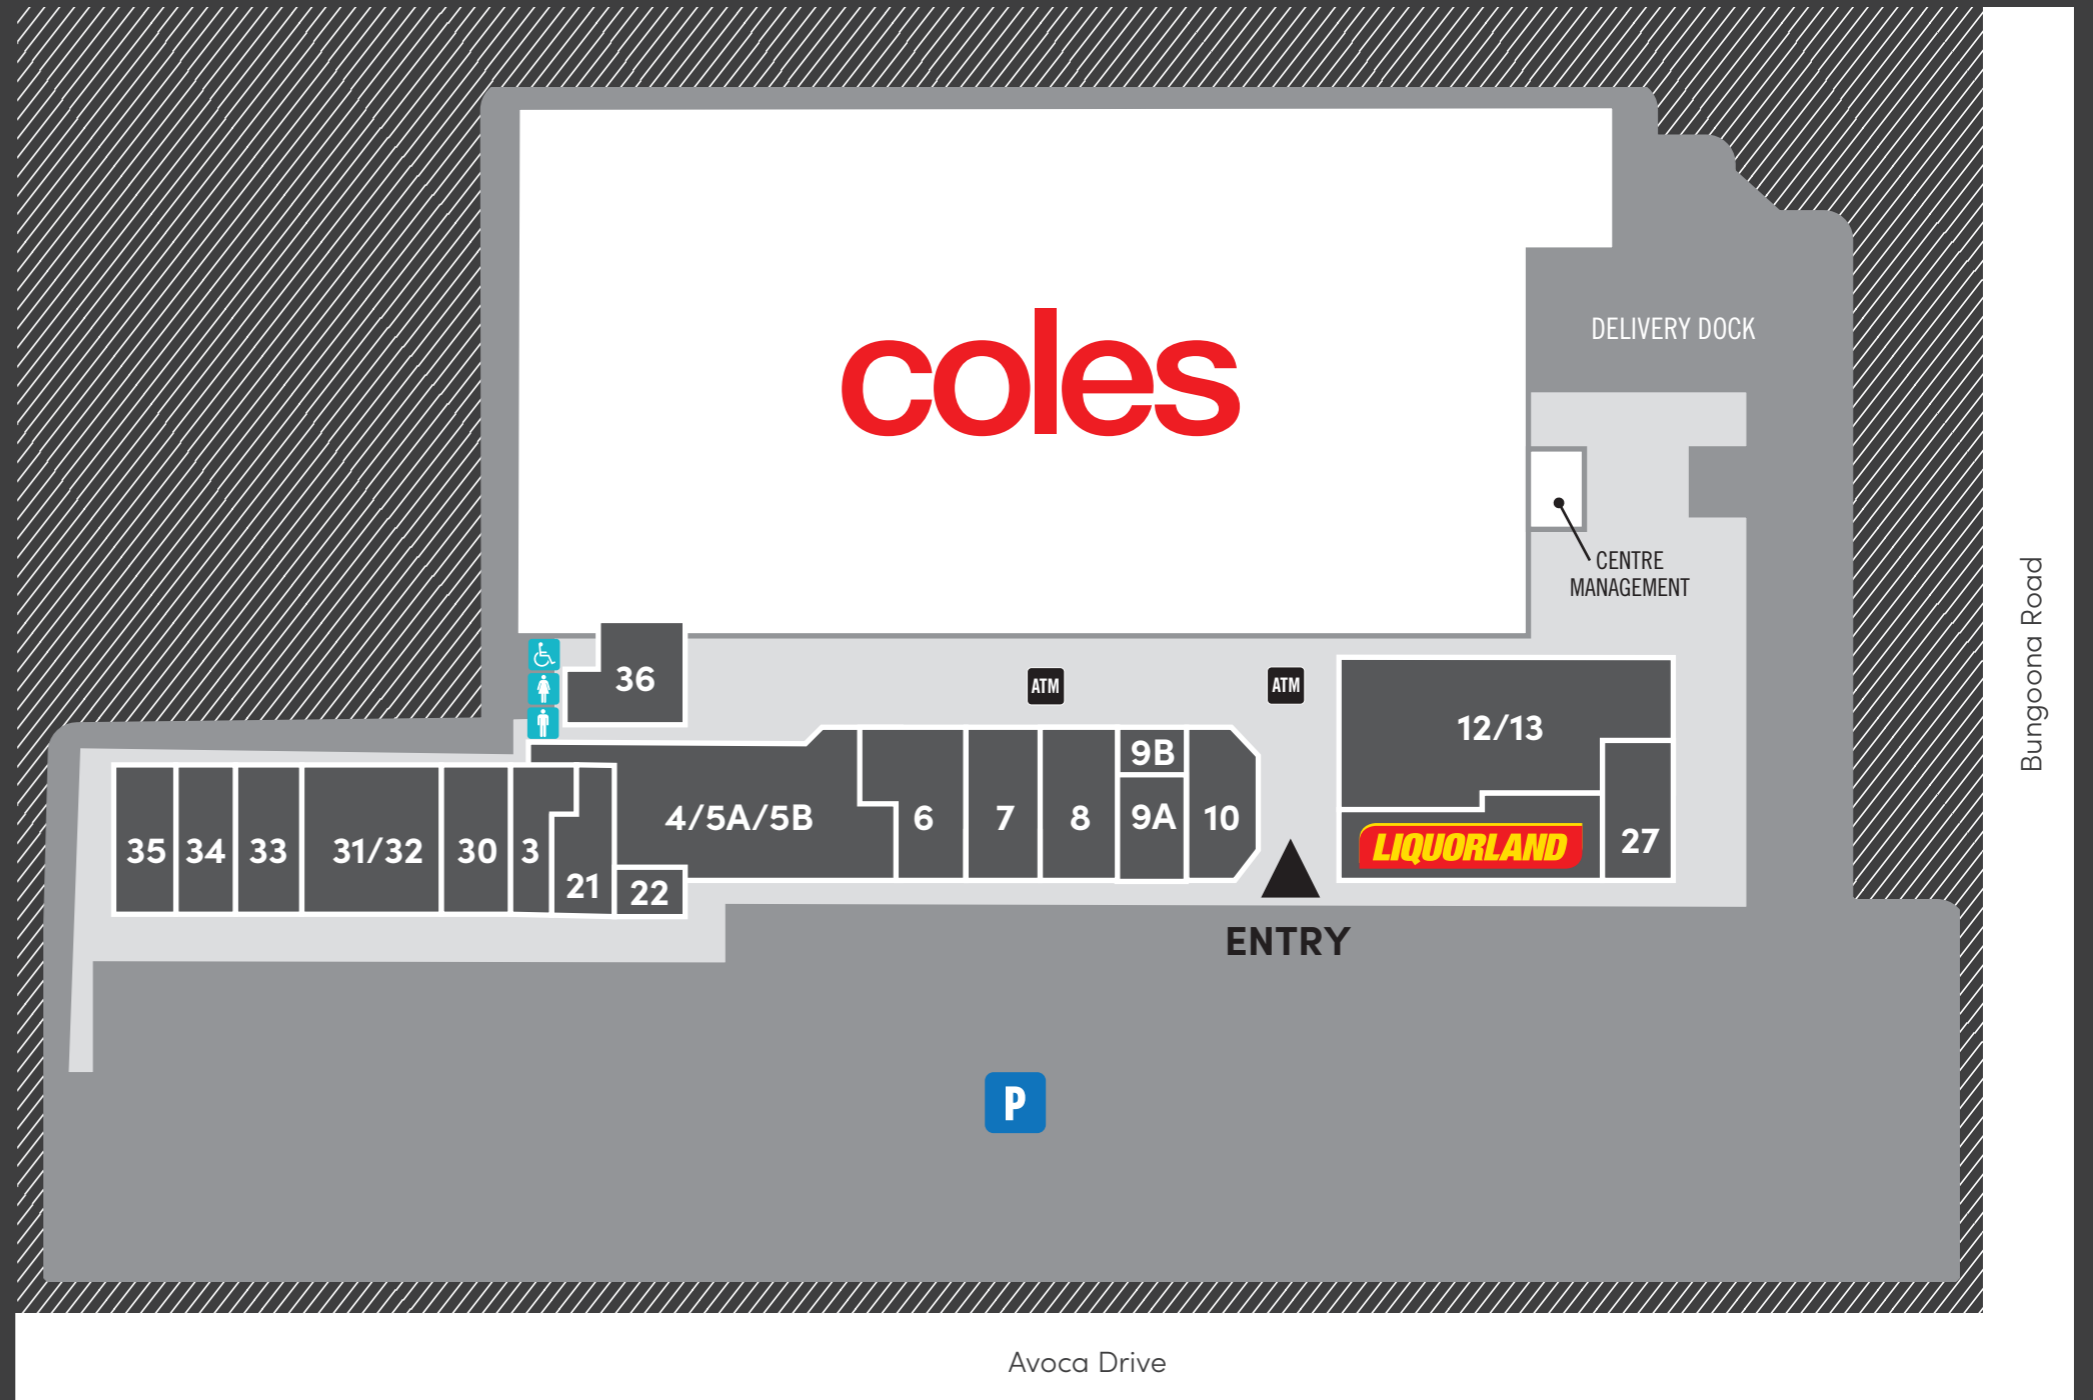 coles
DELIVERY DOCK
CENTRE
MANAGEMENT
Bungoona Road
36
ATM
ATM
12/13
9B
4/5A/5B
6
7
8
9A
10
LIQUORLAND
27
35
34
33
31/32
30
3
21
22
ENTRY
P
Avoca Drive